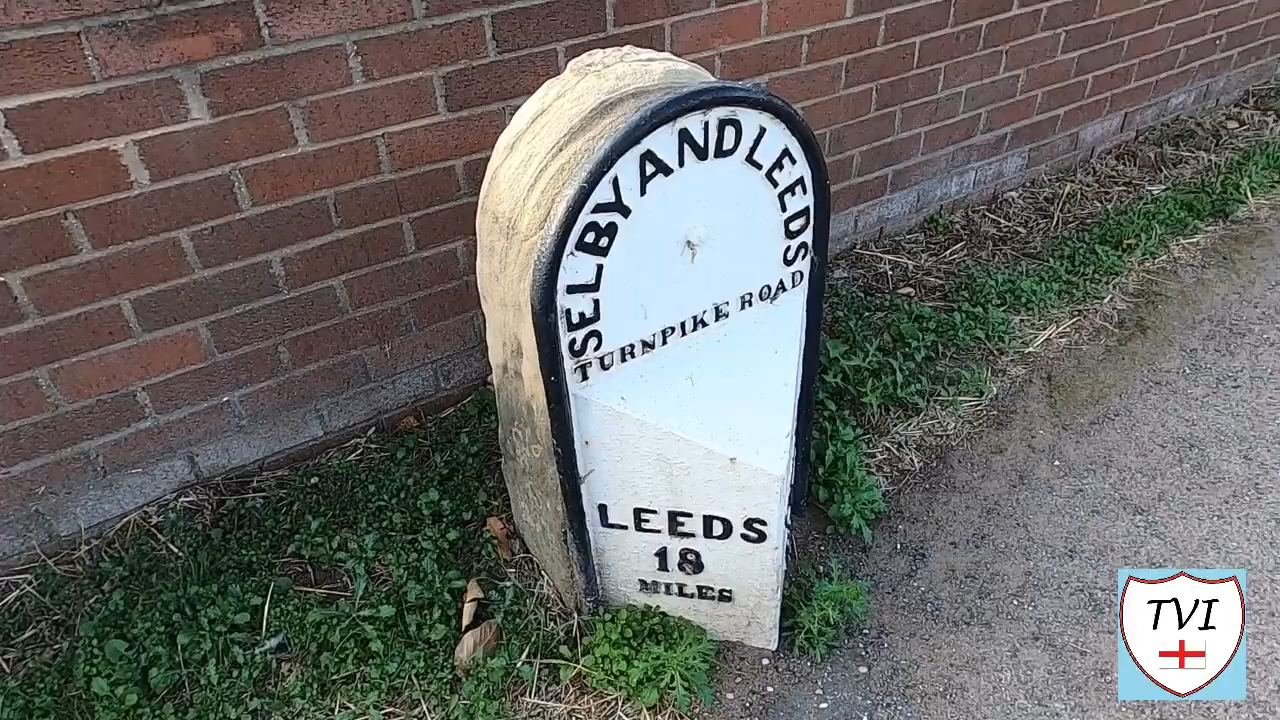 SELBY AND LEEDS
TURNPIKE ROAD
LEEDS
18
MILES
TVI